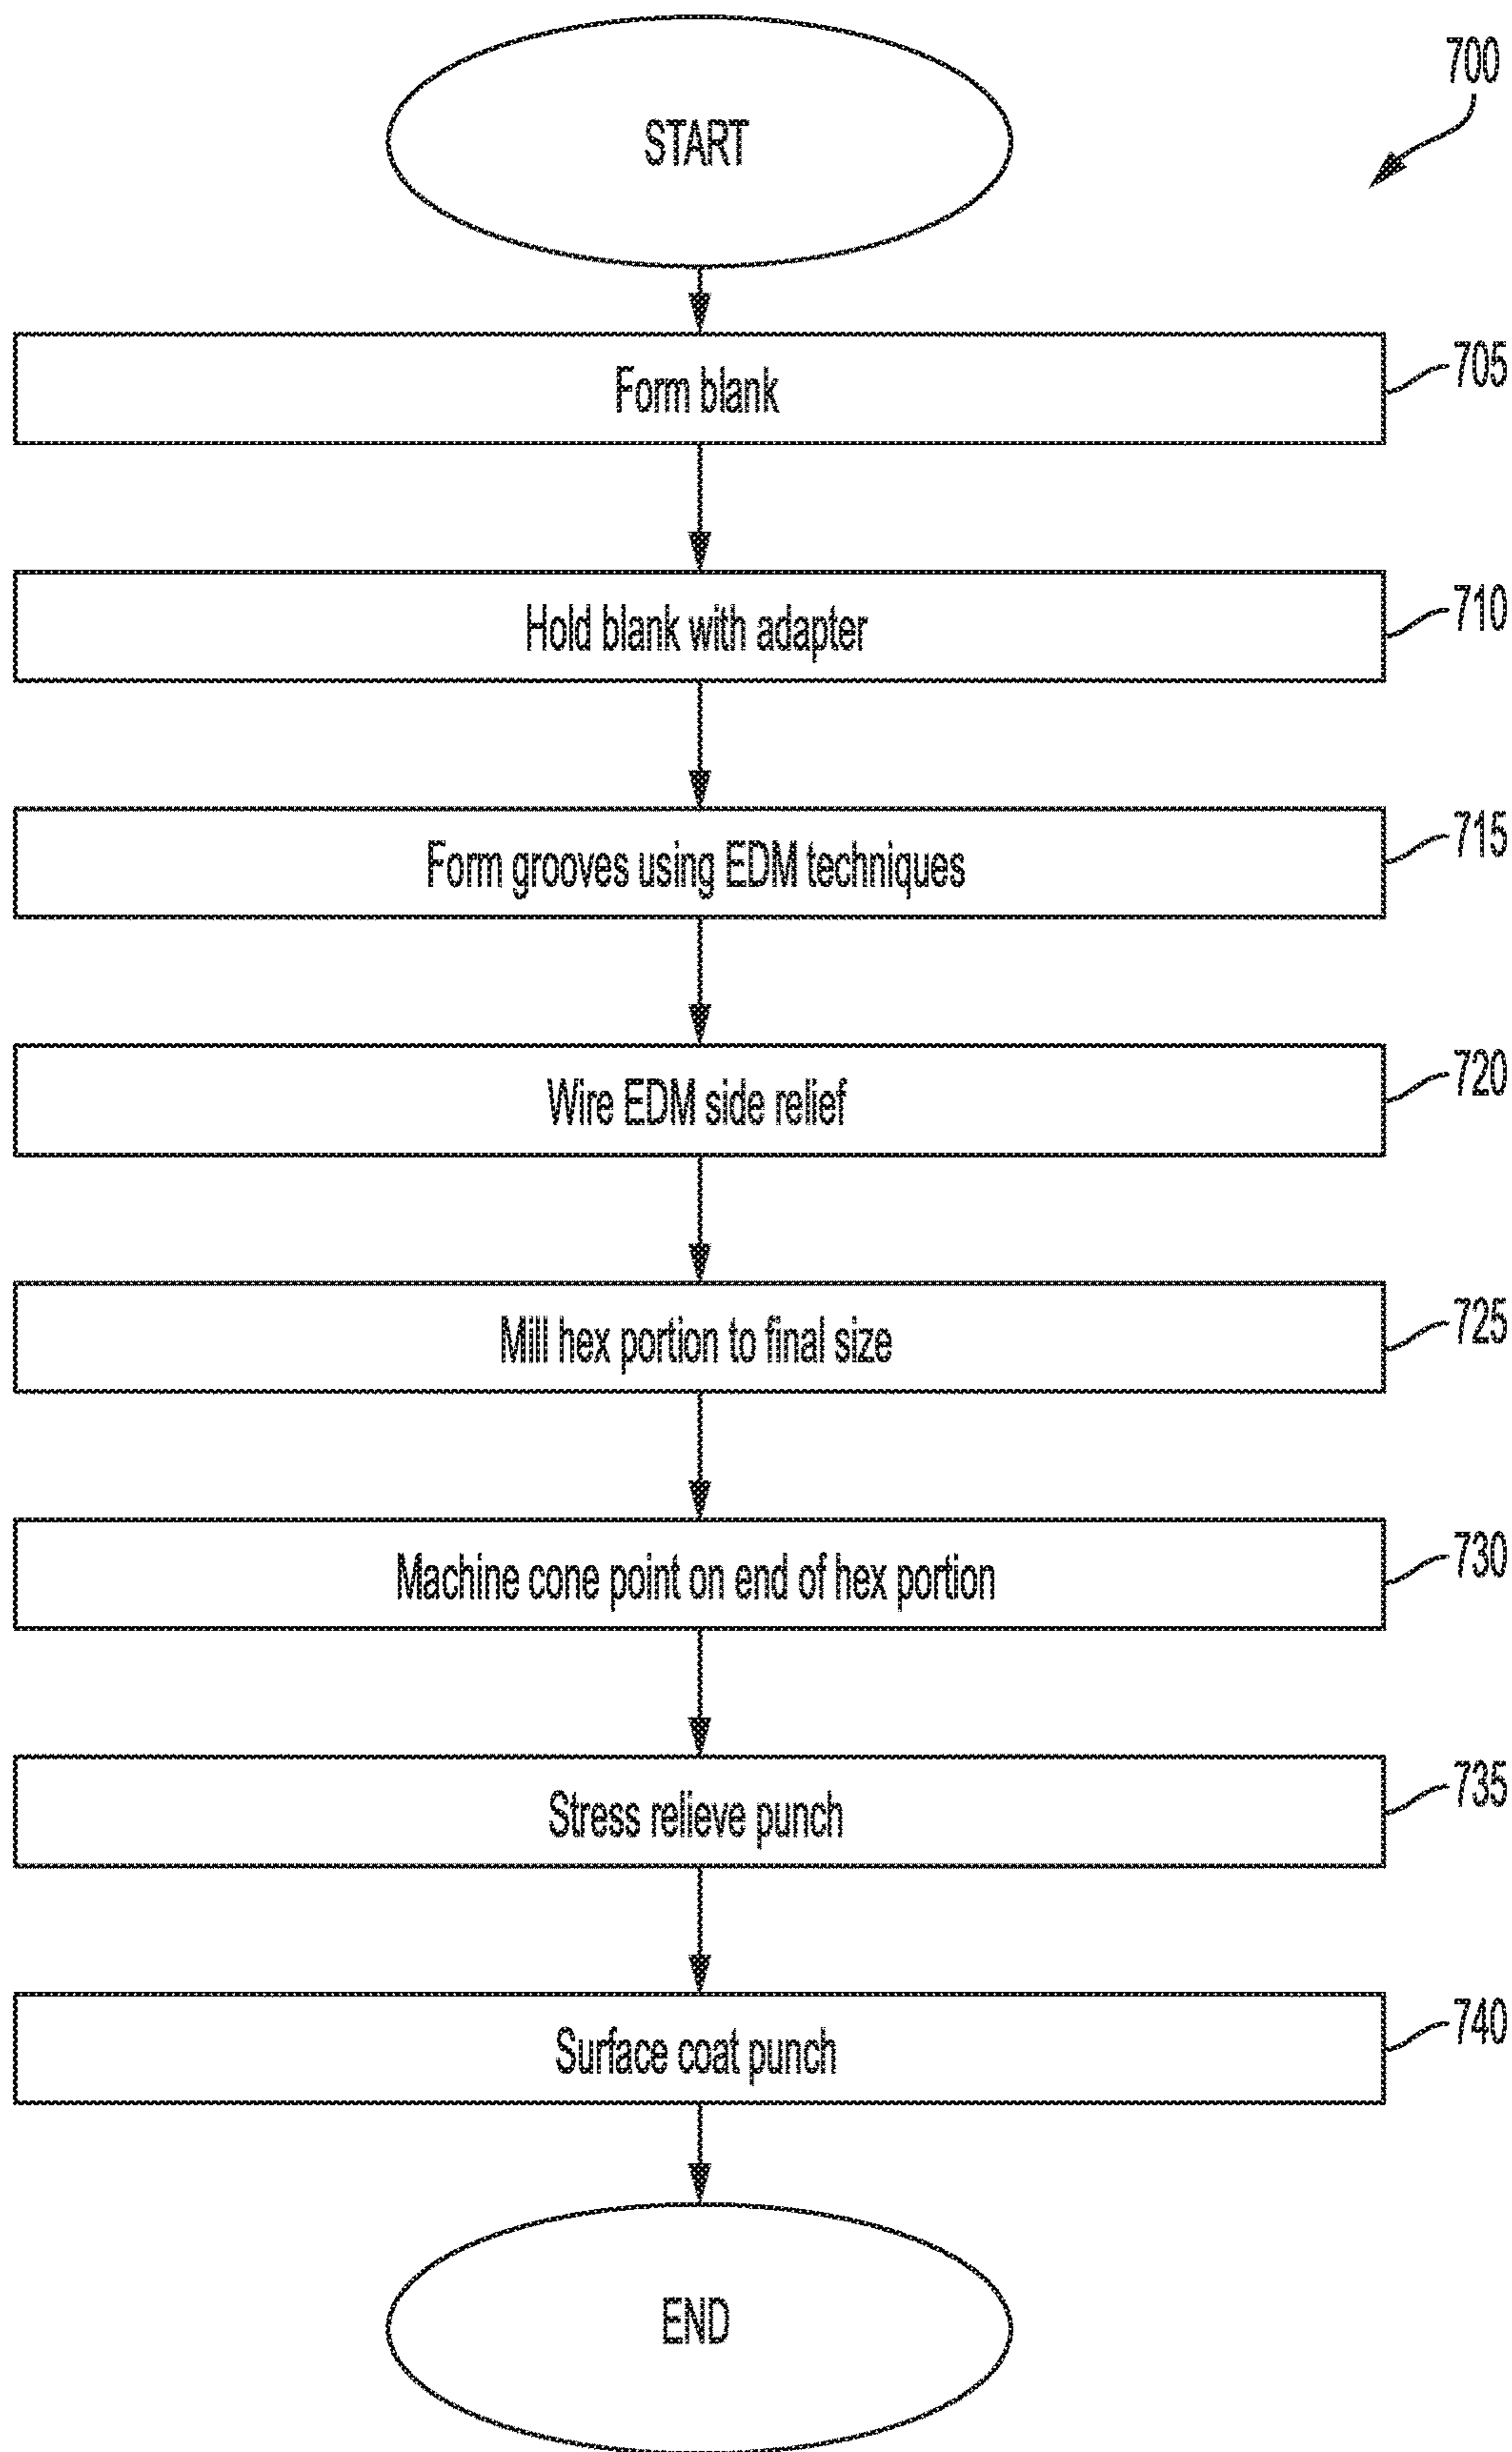 700
START
Form blank
705
Hold blank with adapter
710
Form grooves using EDM techniques
715
Wire EDM side relief
720
Mill hex portion to final size
725
Machine cone point on end of hex portion
730
Stress relieve punch
735
Surface coat punch
740
END